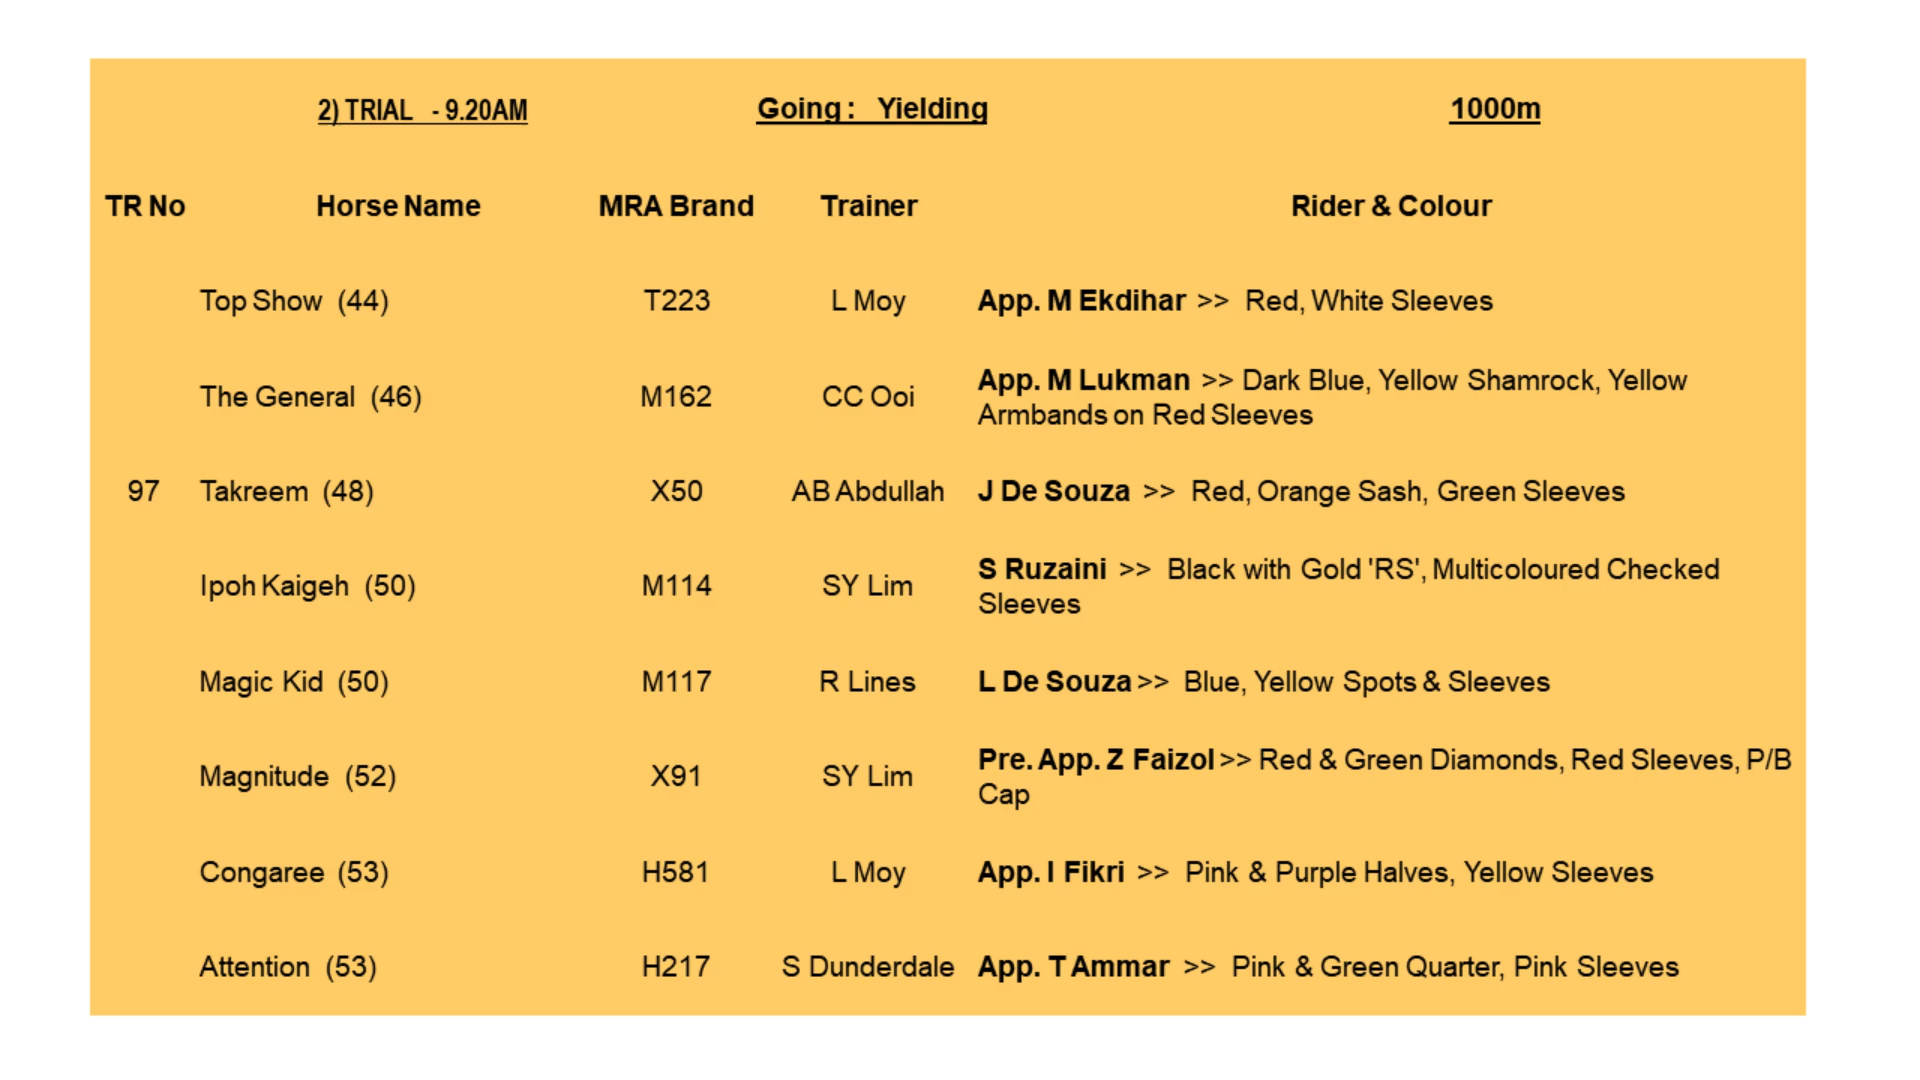 2) TRIAL - 9.20AM Going : Yielding 1000m
TR No Horse Name MRA Brand Trainer Rider & Colour
Top Show (44) T223 L Moy App. M Ekdihar >> Red, White Sleeves
The General (46) M162 CC Ooi App. M Lukman >> Dark Blue, Yellow Shamrock, Yellow
Armbands on Red Sleeves
97 Takreem (48) X50 AB Abdullah J De Souza >> Red, Orange Sash, Green Sleeves
Ipoh Kaigeh (50) M114 SY Lim S Ruzaini >> Black with Gold 'RS', Multicoloured Checked
Sleeves
Magic Kid (50) M117 R Lines L De Souza >> Blue, Yellow Spots & Sleeves
Magnitude (52) X91 SY Lim Pre. App. Z Faizol >> Red & Green Diamonds, Red Sleeves, P/B
Cap
Congaree (53) H581 L Moy App. I Fikri >> Pink & Purple Halves, Yellow Sleeves
Attention (53) H217 S Dunderdale App. T Ammar >> Pink & Green Quarter, Pink Sleeves